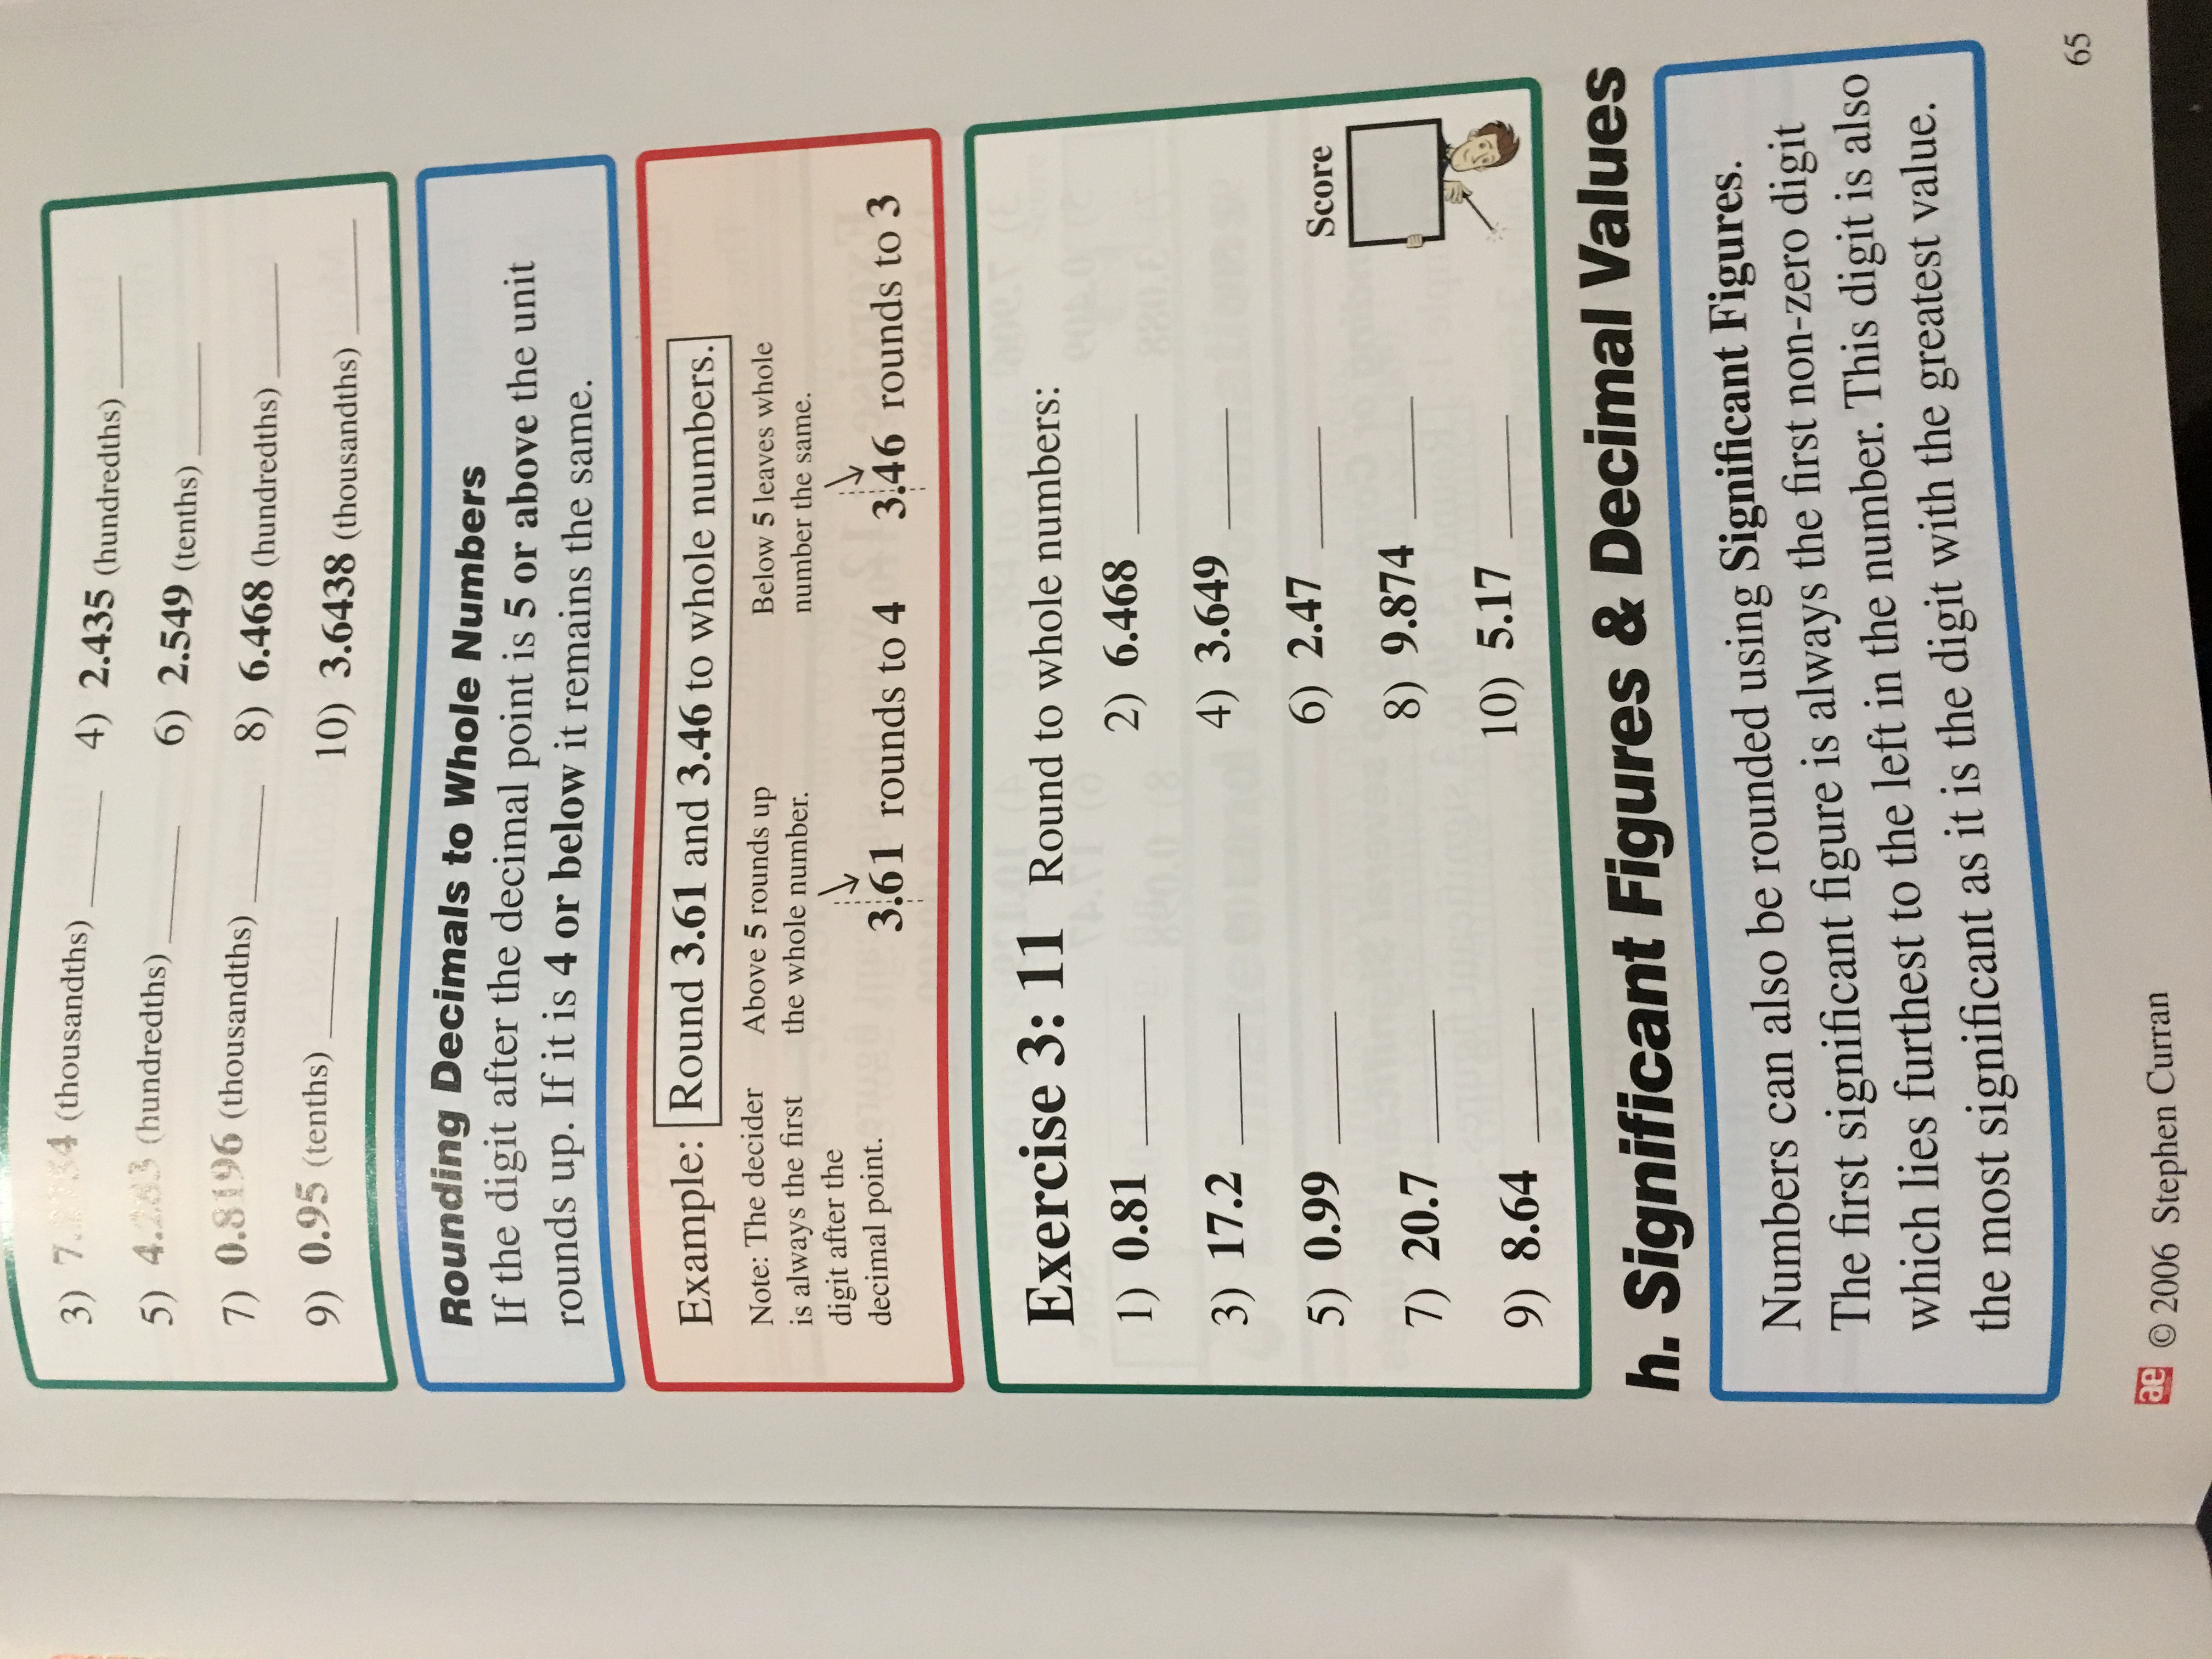 3) (thousandths) ______
4) 2.435 (hundredths) ______
5) 4.283 (hundredths) ______
6) 2.549 (tenths) ______
7) 0.8196 (thousandths) ______
8) 6.468 (hundredths) ______
9) 0.95 (tenths) ______
10) 3.6438 (thousandths) ______
Rounding Decimals to Whole Numbers
If the digit after the decimal point is 5 or above the unit
rounds up. If it is 4 or below it remains the same.
Example: Round 3.61 and 3.46 to whole numbers.
Note: The decider
is always the first
digit after the
decimal point.
Above 5 rounds up
the whole number.
3.61 rounds to 4
Below 5 leaves whole
number the same.
3.46 rounds to 3
Exercise 3: 11 Round to whole numbers:
1) 0.81 ______
2) 6.468 ______
3) 17.2 ______
4) 3.649 ______
5) 0.99 ______
6) 2.47 ______
7) 20.7 ______
8) 9.874 ______
9) 8.64 ______
10) 5.17 ______
Score
h. Significant Figures & Decimal Values
Numbers can also be rounded using Significant Figures.
The first significant figure is always the first non-zero digit
which lies furthest to the left in the number. This digit is also
the most significant as it is the digit with the greatest value.
65
ae © 2006 Stephen Curran